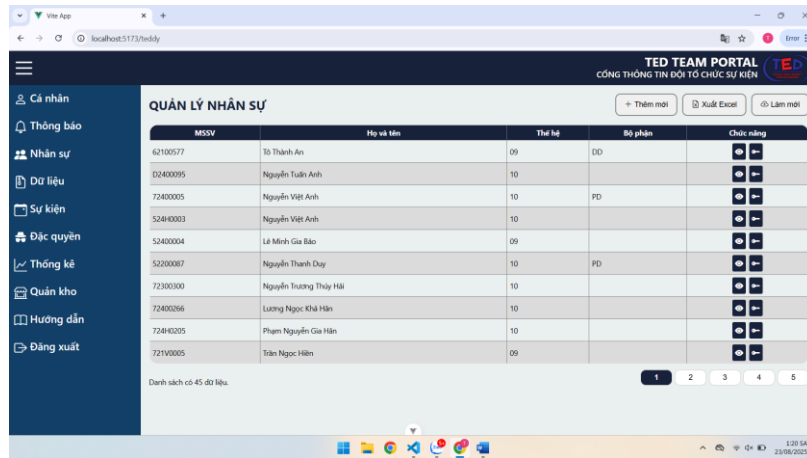 Vite App
localhost:5173/teddy
Error
TED TEAM PORTAL
CỔNG THÔNG TIN ĐỘI TỔ CHỨC SỰ KIỆN
TED
Cá nhân
Thông báo
Nhân sự
Dữ liệu
Sự kiện
Đặc quyền
Thống kê
Quản kho
Hướng dẫn
Đăng xuất
QUẢN LÝ NHÂN SỰ
+ Thêm mới
Xuất Excel
Làm mới
MSSV Họ và tên Thế hệ Bộ phận Chức năng
62100577 Tô Thành An 09 DD
D2400095 Nguyễn Tuấn Anh 10
72400005 Nguyễn Việt Anh 10 PD
524H0003 Nguyễn Việt Anh 10
52400004 Lê Minh Gia Bảo 09
52200087 Nguyễn Thanh Duy 10 PD
72300300 Nguyễn Trương Thúy Hải 10
72400266 Lương Ngọc Khả Hân 10
724H0205 Phạm Nguyễn Gia Hân 10
721V0005 Trần Ngọc Hiền 09
Danh sách có 45 dữ liệu.
1 2 3 4 5
1:20 SA
23/08/2025